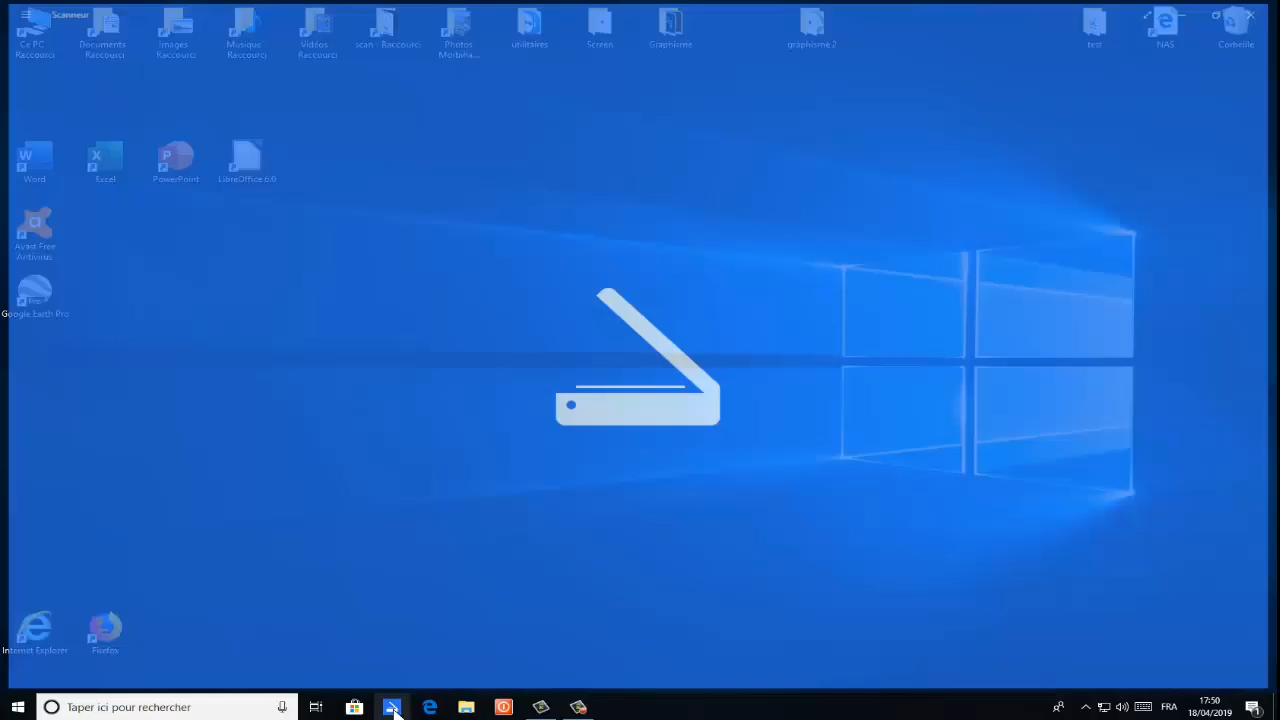 Scanneur
Ce PC
Raccourci
Documents
Raccourci
Images
Raccourci
Musique
Raccourci
Vidéos
Raccourci
scan - Raccourci
Photos
Morbiha...
utilitaires
Screen
Graphisme
graphisme 2
test
NAS
Corbeille
Word
Excel
PowerPoint
LibreOffice 6.0
Avast Free
Antivirus
Google Earth Pro
Internet Explorer
Firefox
Taper ici pour rechercher
FRA
17:50
18/04/2019
1